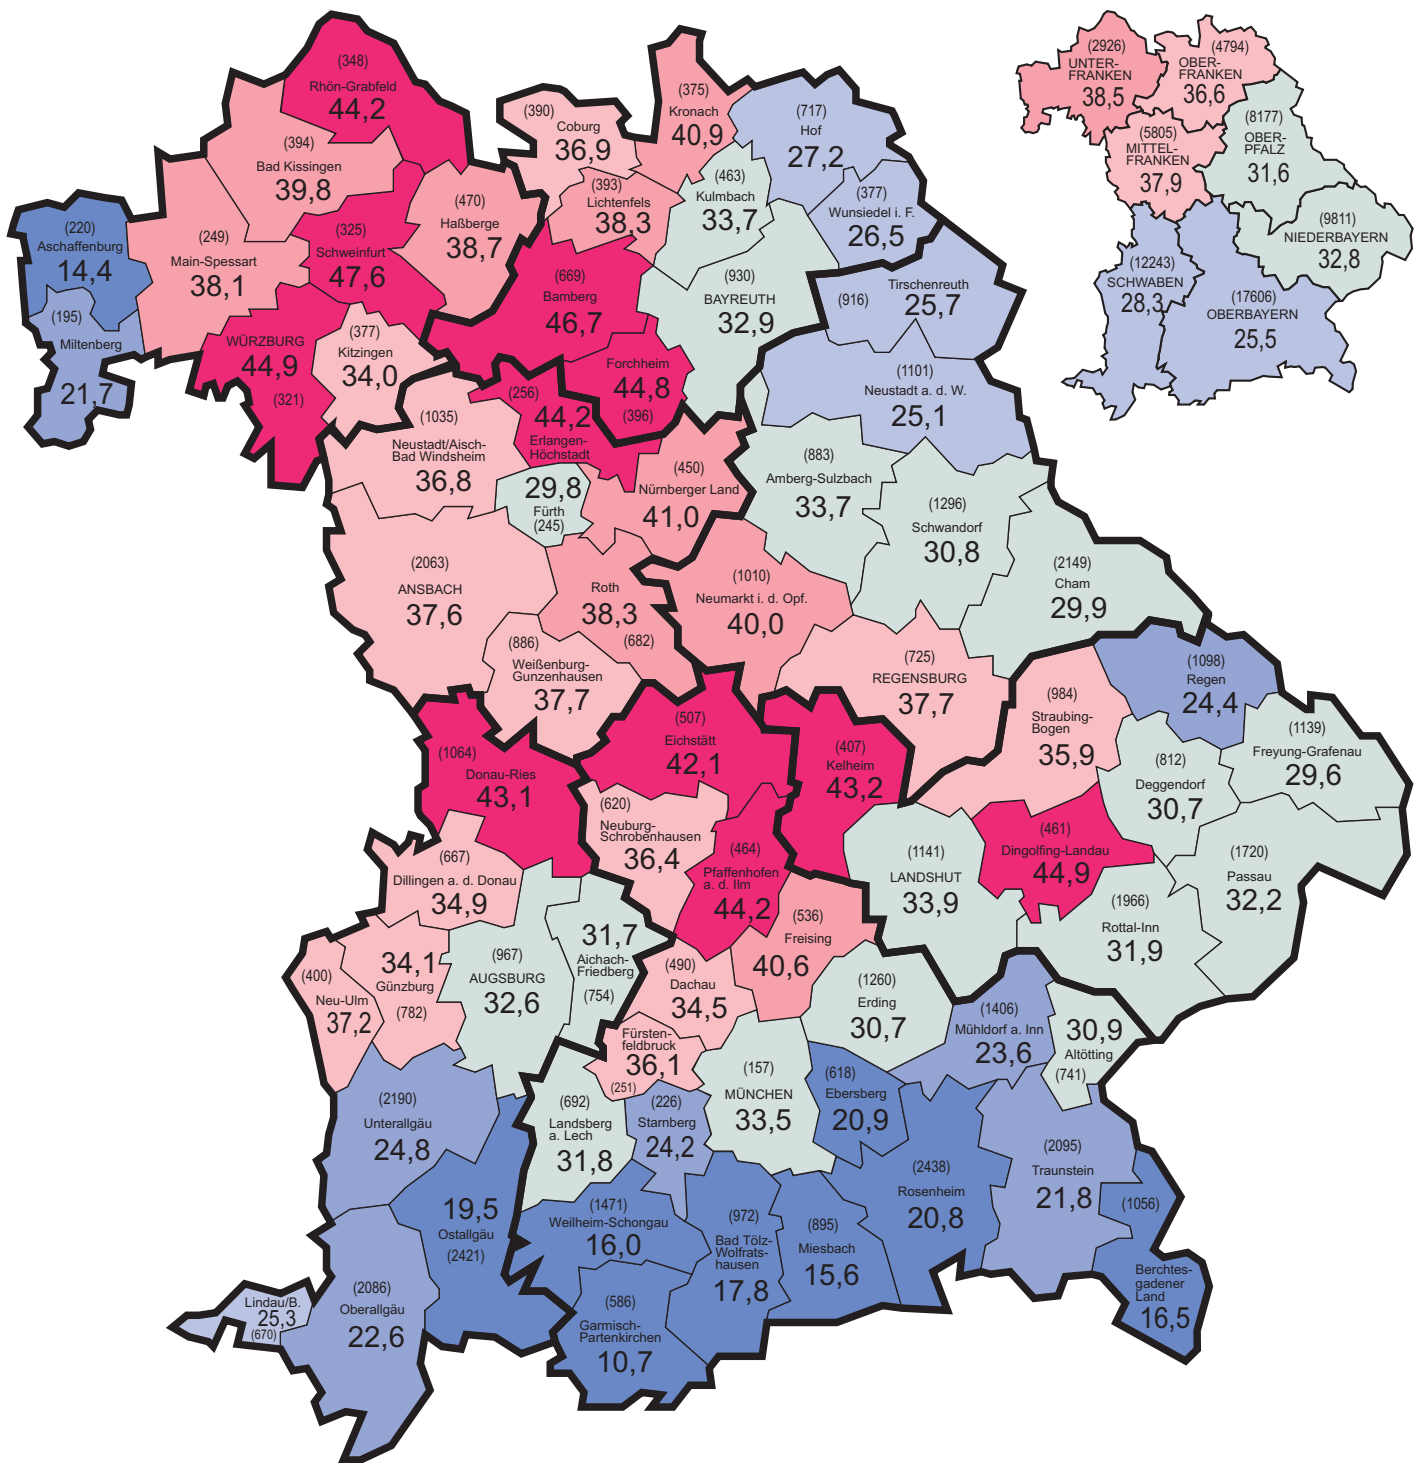 (348)
Rhön-Grabfeld
44,2
(394)
Bad Kissingen
39,8
(220)
Aschaffenburg
14,4
(195)
Miltenberg
21,7
(249)
Main-Spessart
38,1
(325)
Schweinfurt
47,6
(470)
Haßberge
38,7
WÜRZBURG
44,9
(321)
(377)
Kitzingen
34,0
(390)
Coburg
36,9
(375)
Kronach
40,9
(393)
Lichtenfels
38,3
(463)
Kulmbach
33,7
(717)
Hof
27,2
(377)
Wunsiedel i. F.
26,5
(669)
Bamberg
46,7
(930)
BAYREUTH
32,9
Forchheim
44,8
(396)
(916)
Tirschenreuth
25,7
(1101)
Neustadt a. d. W.
25,1
(1035)
Neustadt/Aisch-
Bad Windsheim
36,8
(256)
44,2
Erlangen-
Höchstadt
29,8
Fürth
(245)
(450)
Nürnberger Land
41,0
(883)
Amberg-Sulzbach
33,7
(1296)
Schwandorf
30,8
(2149)
Cham
29,9
(2063)
ANSBACH
37,6
Roth
38,3
(682)
(1010)
Neumarkt i. d. Opf.
40,0
(886)
Weißenburg-
Gunzenhausen
37,7
(725)
REGENSBURG
37,7
(984)
Straubing-
Bogen
35,9
(1098)
Regen
24,4
(1139)
Freyung-Grafenau
29,6
(812)
Deggendorf
30,7
(1064)
Donau-Ries
43,1
(507)
Eichstätt
42,1
(407)
Kelheim
43,2
(620)
Neuburg-
Schrobenhausen
36,4
(464)
Pfaffenhofen
a. d. Ilm
44,2
(1141)
LANDSHUT
33,9
(461)
Dingolfing-Landau
44,9
(1720)
Passau
32,2
(1966)
Rottal-Inn
31,9
(667)
Dillingen a. d. Donau
34,9
(400)
Neu-Ulm
37,2
34,1
Günzburg
(782)
(967)
AUGSBURG
32,6
31,7
Aichach-
Friedberg
(754)
(490)
Dachau
34,5
(536)
Freising
40,6
(1260)
Erding
30,7
(1406)
Mühldorf a. Inn
23,6
30,9
Altötting
(741)
Fürsten-
feldbruck
36,1
(251)
(157)
MÜNCHEN
33,5
(618)
Ebersberg
20,9
(2190)
Unterallgäu
24,8
(692)
Landsberg
a. Lech
31,8
(226)
Starnberg
24,2
(2438)
Rosenheim
20,8
(2095)
Traunstein
21,8
(1056)
Berchtes-
gadener
Land
16,5
19,5
Ostallgäu
(2421)
(1471)
Weilheim-Schongau
16,0
(972)
Bad Tölz-
Wolfrats-
hausen
17,8
(895)
Miesbach
15,6
Lindau/B.
25,3
(670)
(2086)
Oberallgäu
22,6
(586)
Garmisch-
Partenkirchen
10,7
(2926)
UNTER-
FRANKEN
38,5
(4794)
OBER-
FRANKEN
36,6
(5805)
MITTEL-
FRANKEN
37,9
(8177)
OBER-
PFALZ
31,6
(9811)
NIEDERBAYERN
32,8
(12243)
SCHWABEN
28,3
(17606)
OBERBAYERN
25,5